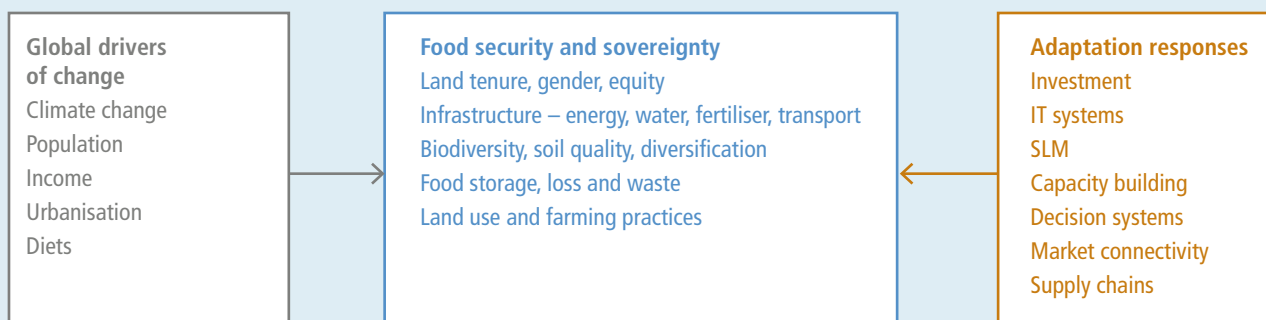 Global drivers
of change
Climate change
Population
Income
Urbanisation
Diets
Food security and sovereignty
Land tenure, gender, equity
Infrastructure – energy, water, fertiliser, transport
Biodiversity, soil quality, diversification
Food storage, loss and waste
Land use and farming practices
Adaptation responses
Investment
IT systems
SLM
Capacity building
Decision systems
Market connectivity
Supply chains